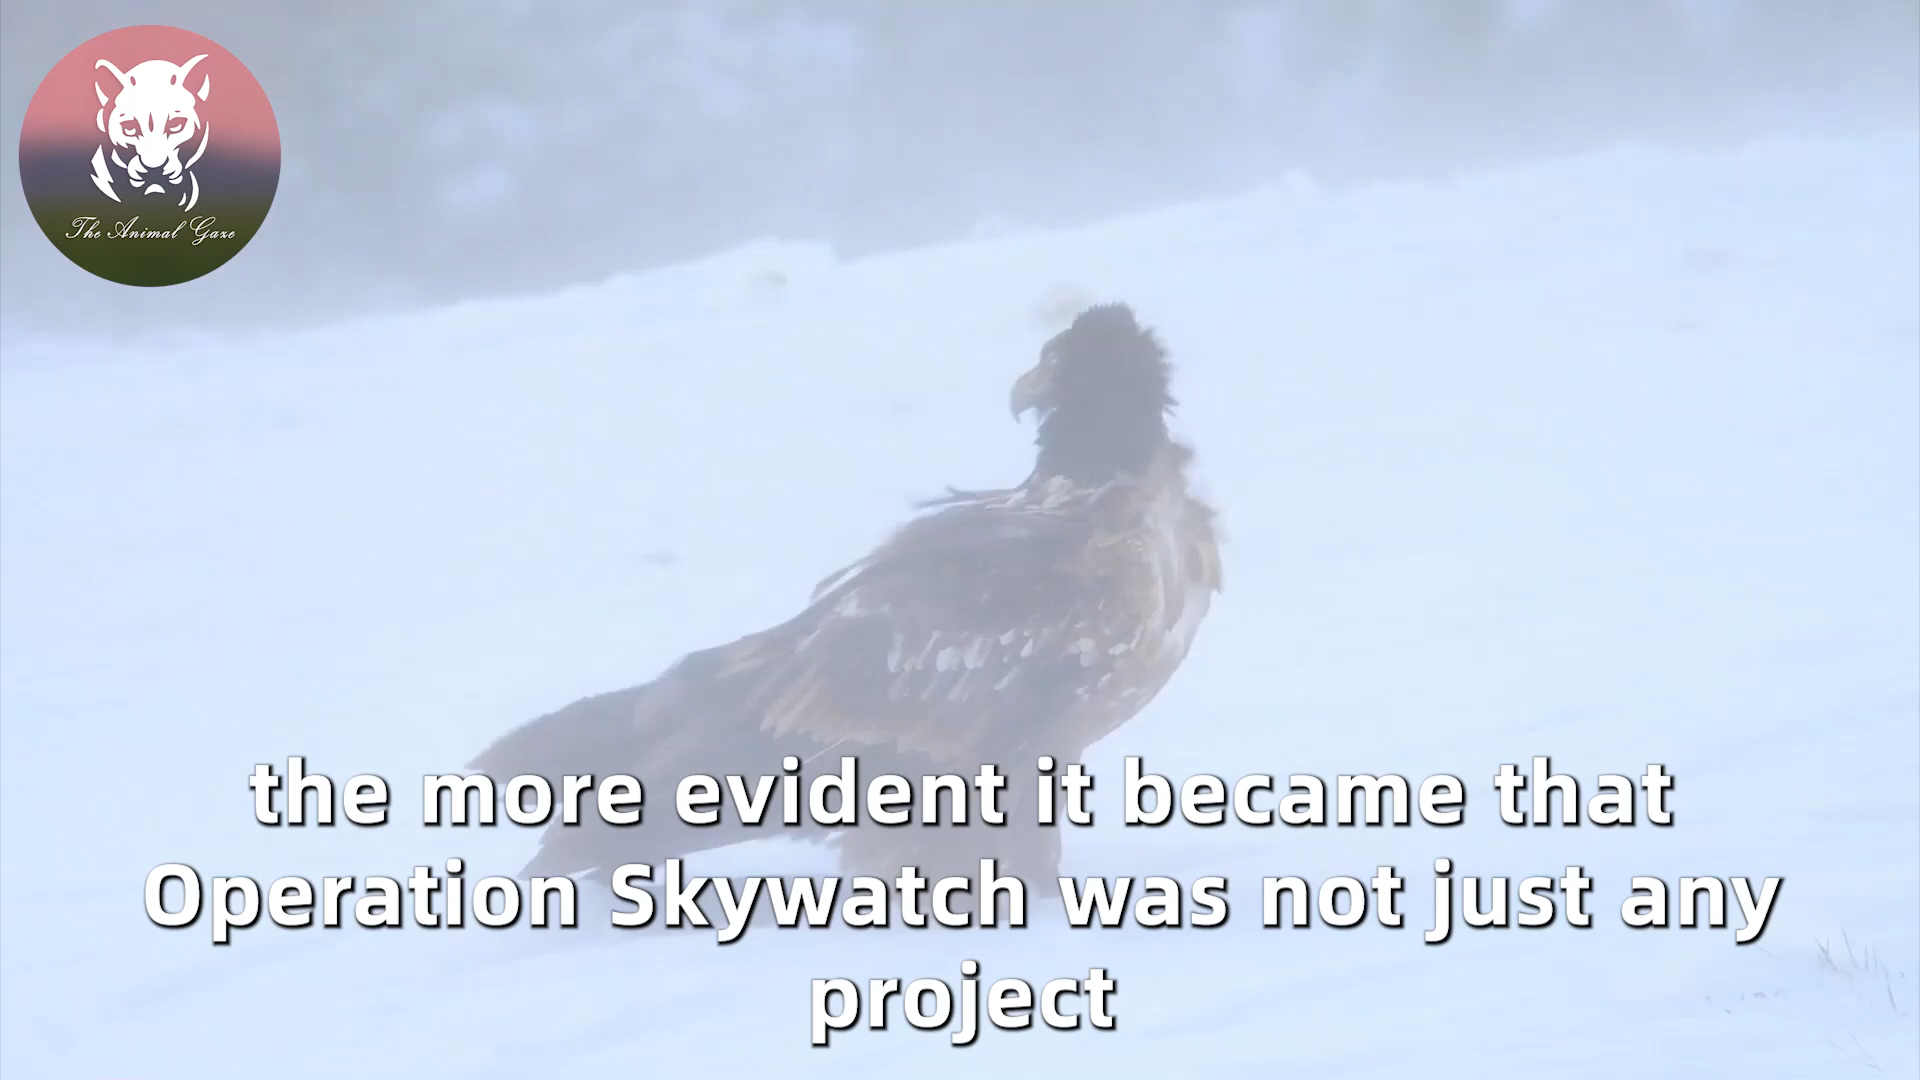 The Animal Gaze
the more evident it became that
Operation Skywatch was not just any
project